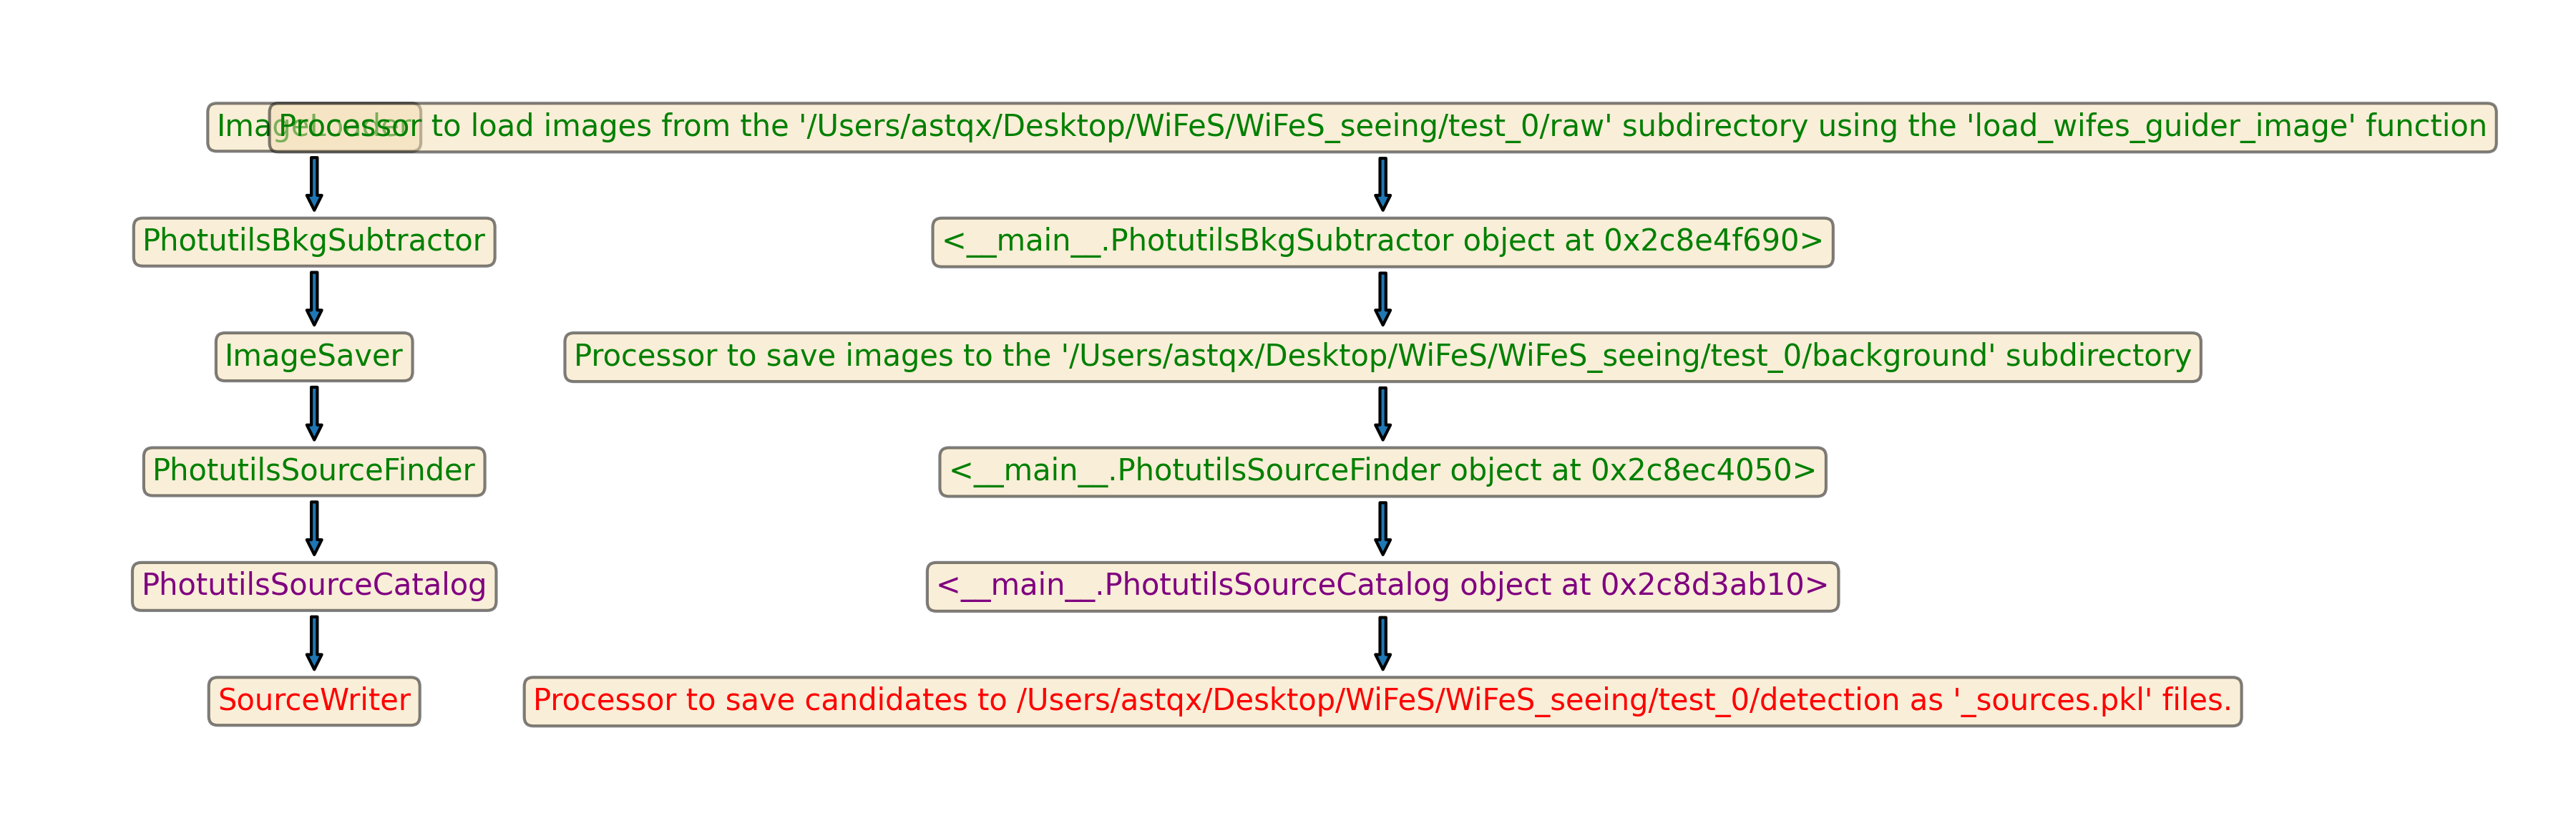 ImageLoader
Processor to load images from the '/Users/astqx/Desktop/WiFeS/WiFeS_seeing/test_0/raw' subdirectory using the 'load_wifes_guider_image' function
PhotutilsBkgSubtractor
<__main__.PhotutilsBkgSubtractor object at 0x2c8e4f690>
ImageSaver
Processor to save images to the '/Users/astqx/Desktop/WiFeS/WiFeS_seeing/test_0/background' subdirectory
PhotutilsSourceFinder
<__main__.PhotutilsSourceFinder object at 0x2c8ec4050>
PhotutilsSourceCatalog
<__main__.PhotutilsSourceCatalog object at 0x2c8d3ab10>
SourceWriter
Processor to save candidates to /Users/astqx/Desktop/WiFeS/WiFeS_seeing/test_0/detection as '_sources.pkl' files.